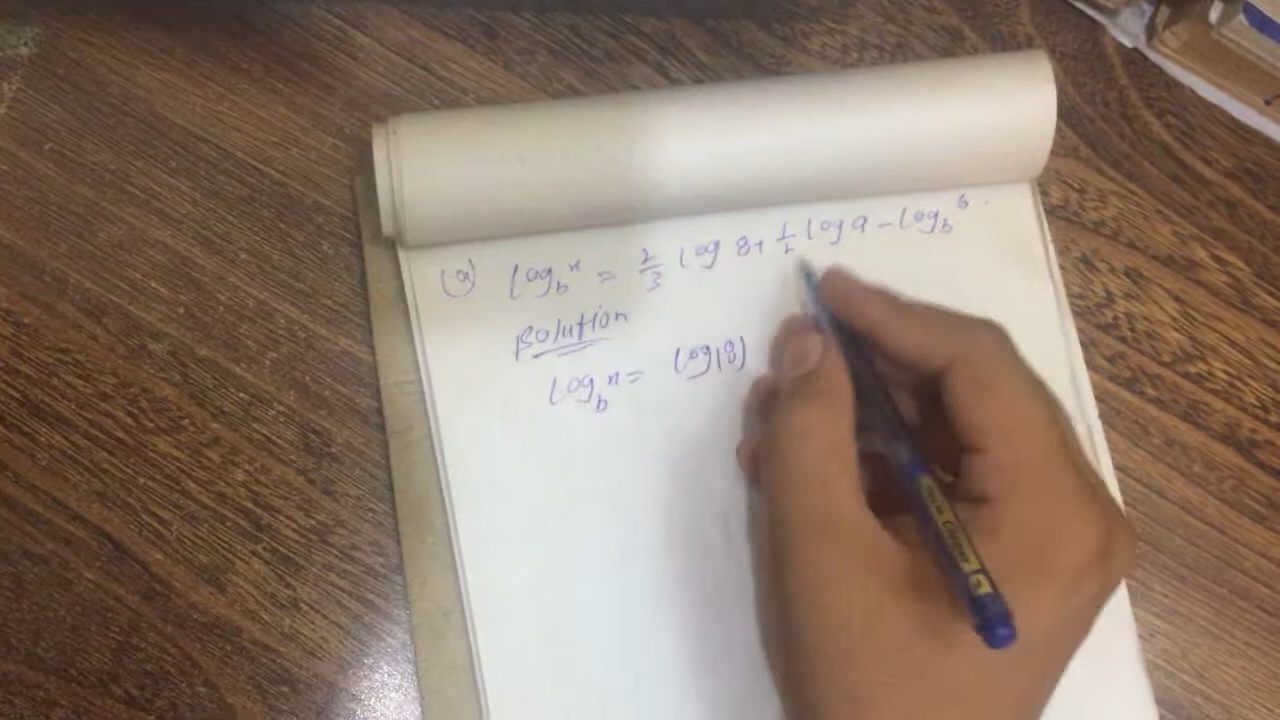 (a) log_b^x = 2/3 log 8 + 1/2 log 9 - log_b^6.
Solution
log_b^x = log(8)